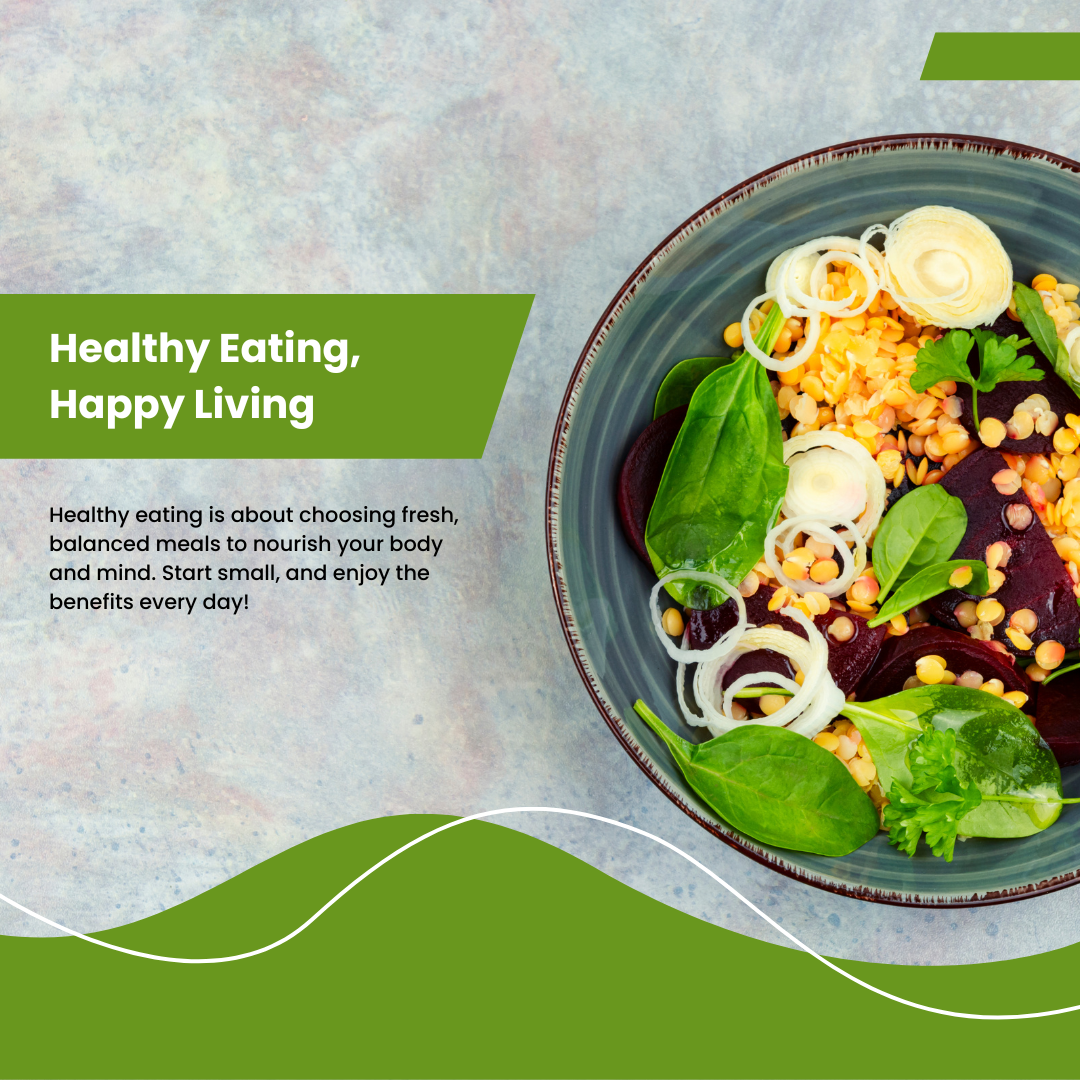 Healthy Eating,
Happy Living
Healthy eating is about choosing fresh,
balanced meals to nourish your body
and mind. Start small, and enjoy the
benefits every day!